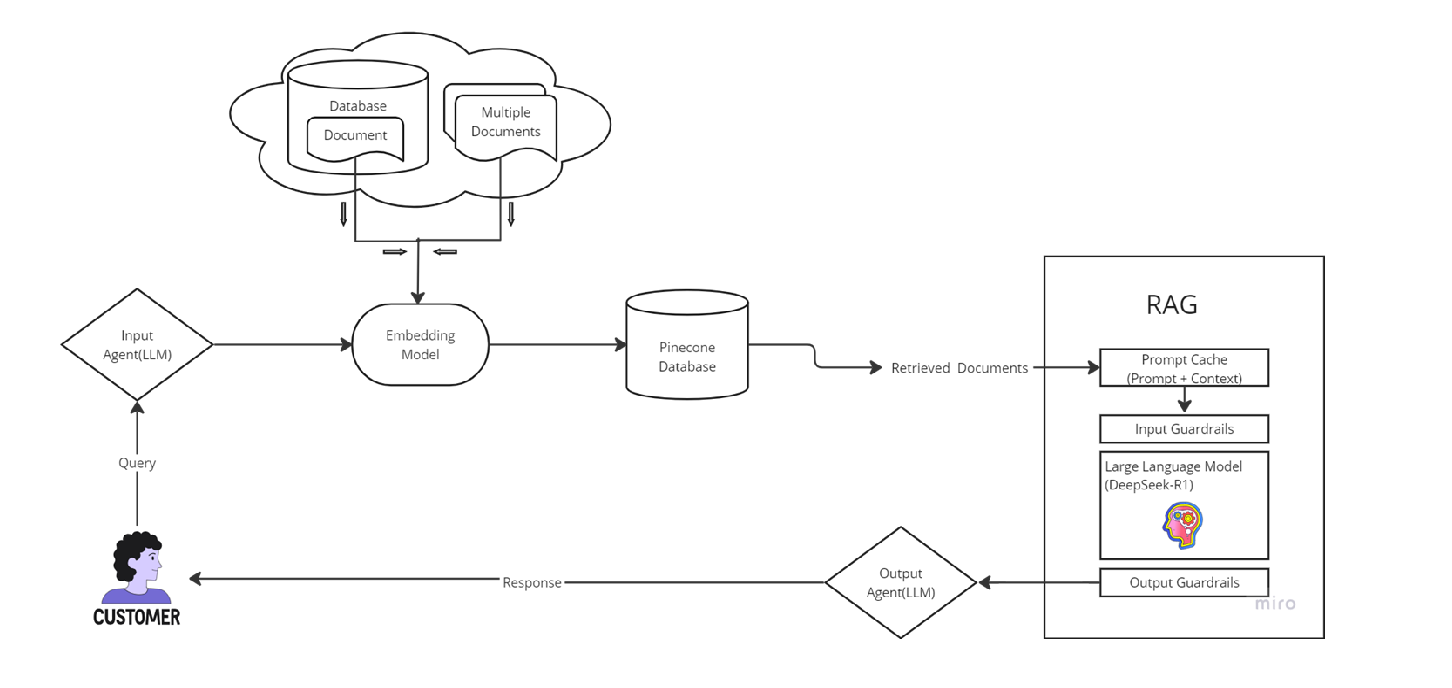 Database
Document
Multiple
Documents
Input
Agent(LLM)
Embedding
Model
Pinecone
Database
Retrieved Documents
RAG
Prompt Cache
(Prompt + Context)
Input Guardrails
Large Language Model
(DeepSeek-R1)
Output Guardrails
miro
Query
CUSTOMER
Response
Output
Agent(LLM)